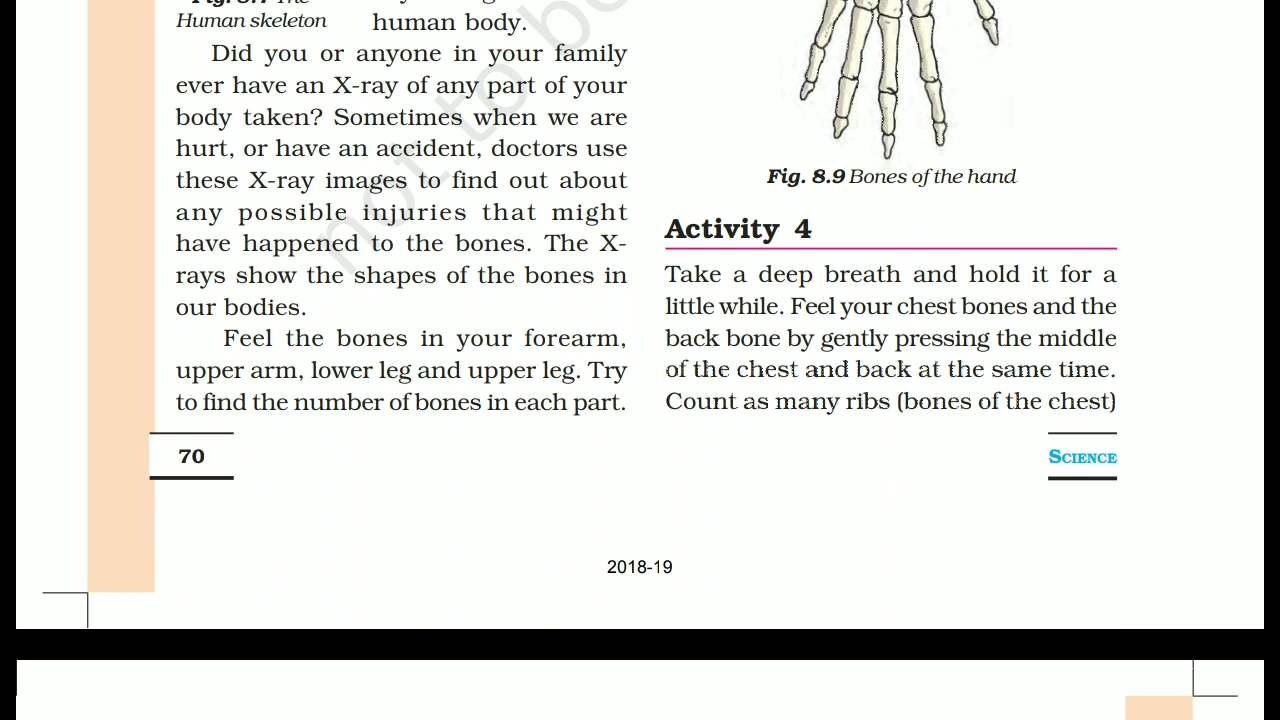 Human skeleton
human body.
Did you or anyone in your family
ever have an X-ray of any part of your
body taken? Sometimes when we are
hurt, or have an accident, doctors use
these X-ray images to find out about
any possible injuries that might
have happened to the bones. The X-
rays show the shapes of the bones in
our bodies.
Feel the bones in your forearm,
upper arm, lower leg and upper leg. Try
to find the number of bones in each part.
70
not to be
Fig. 8.9 Bones of the hand
Activity 4
Take a deep breath and hold it for a
little while. Feel your chest bones and the
back bone by gently pressing the middle
of the chest and back at the same time.
Count as many ribs (bones of the chest)
SCIENCE
2018-19